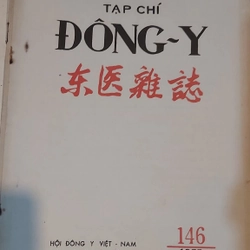 TẠP CHÍ
ĐÔNG-Y
东医雜誌
146
HỘI ĐÔNG Y VIỆT-NAM